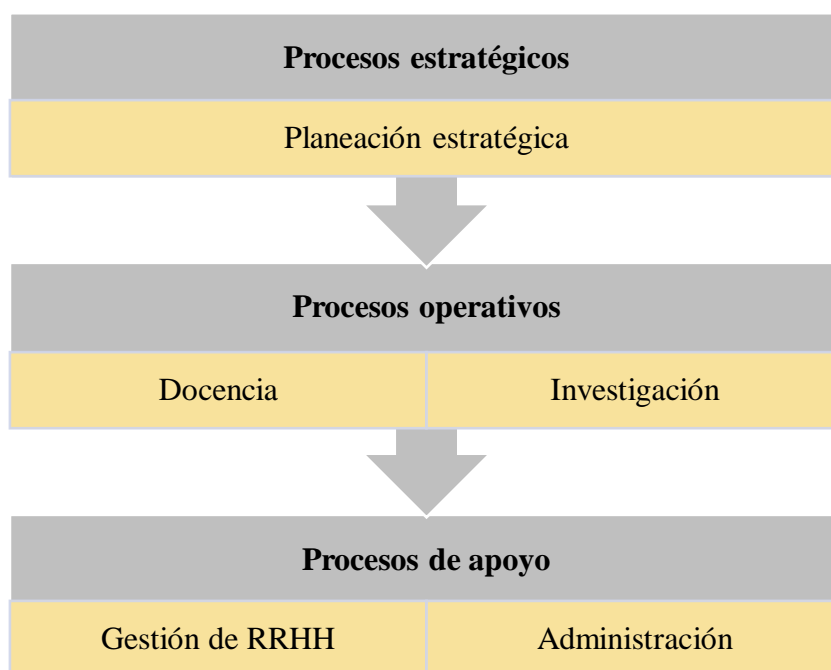 Procesos estratégicos
Planeación estratégica
Procesos operativos
Docencia
Investigación
Procesos de apoyo
Gestión de RRHH
Administración